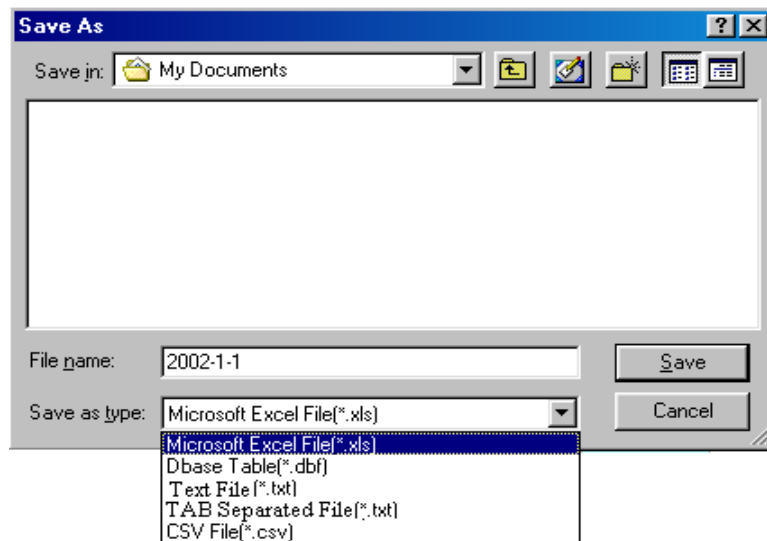 Save As
Save in: My Documents
File name: 2002-1-1 Save
Save as type: Microsoft Excel File(*.xls) Cancel
Microsoft Excel File(*.xls)
Dbase Table(*.dbf)
Text File(*.txt)
TAB Separated File(*.txt)
CSV File(*.csv)